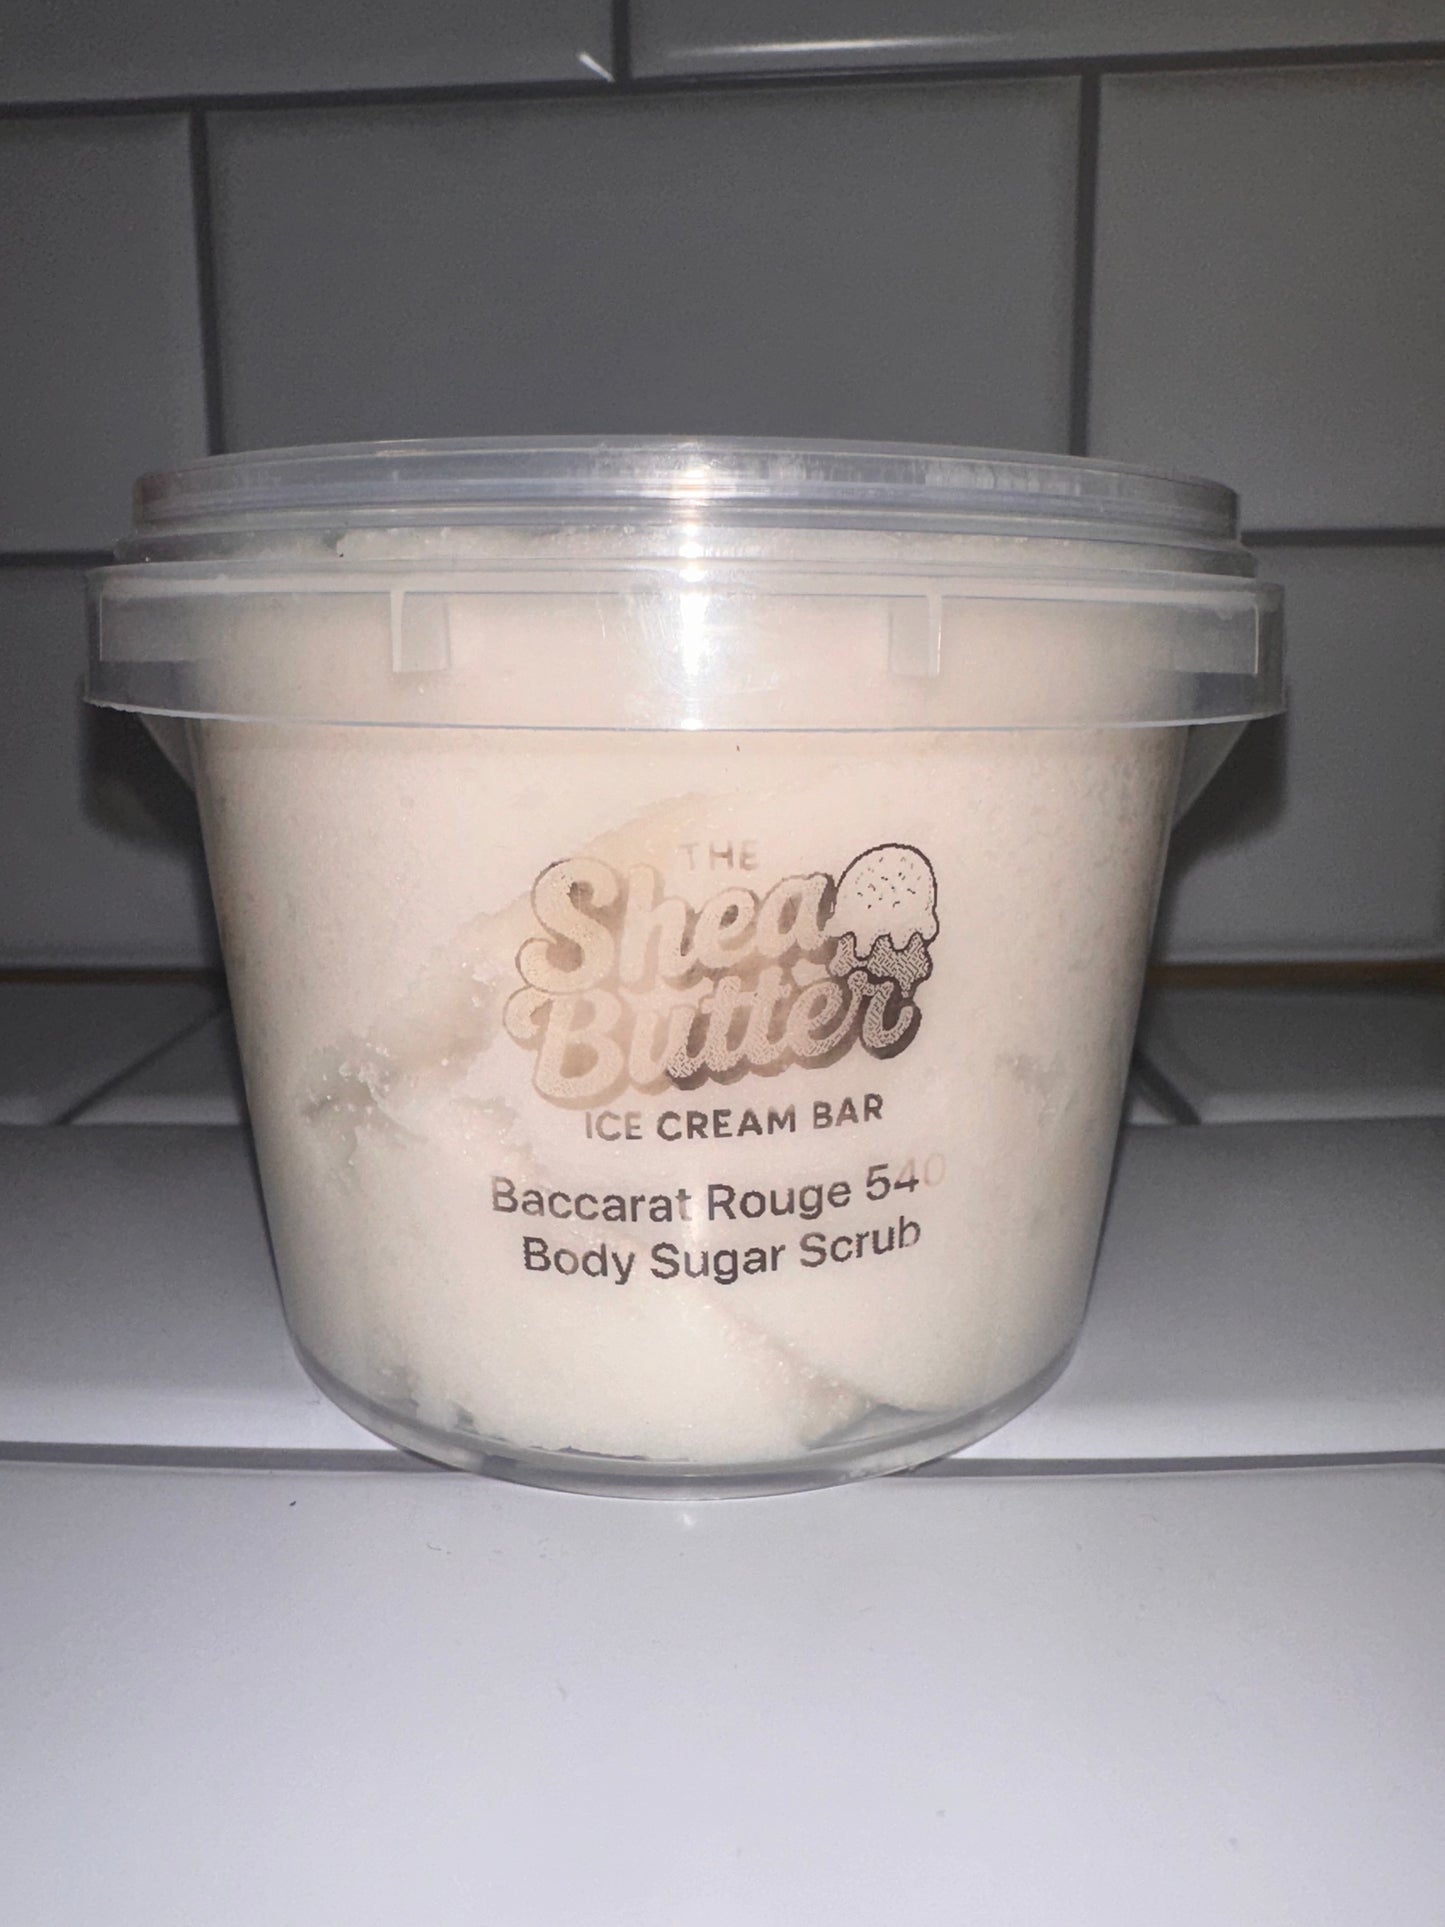 THE
Shea
Butter
ICE CREAM BAR
Baccarat Rouge 540
Body Sugar Scrub